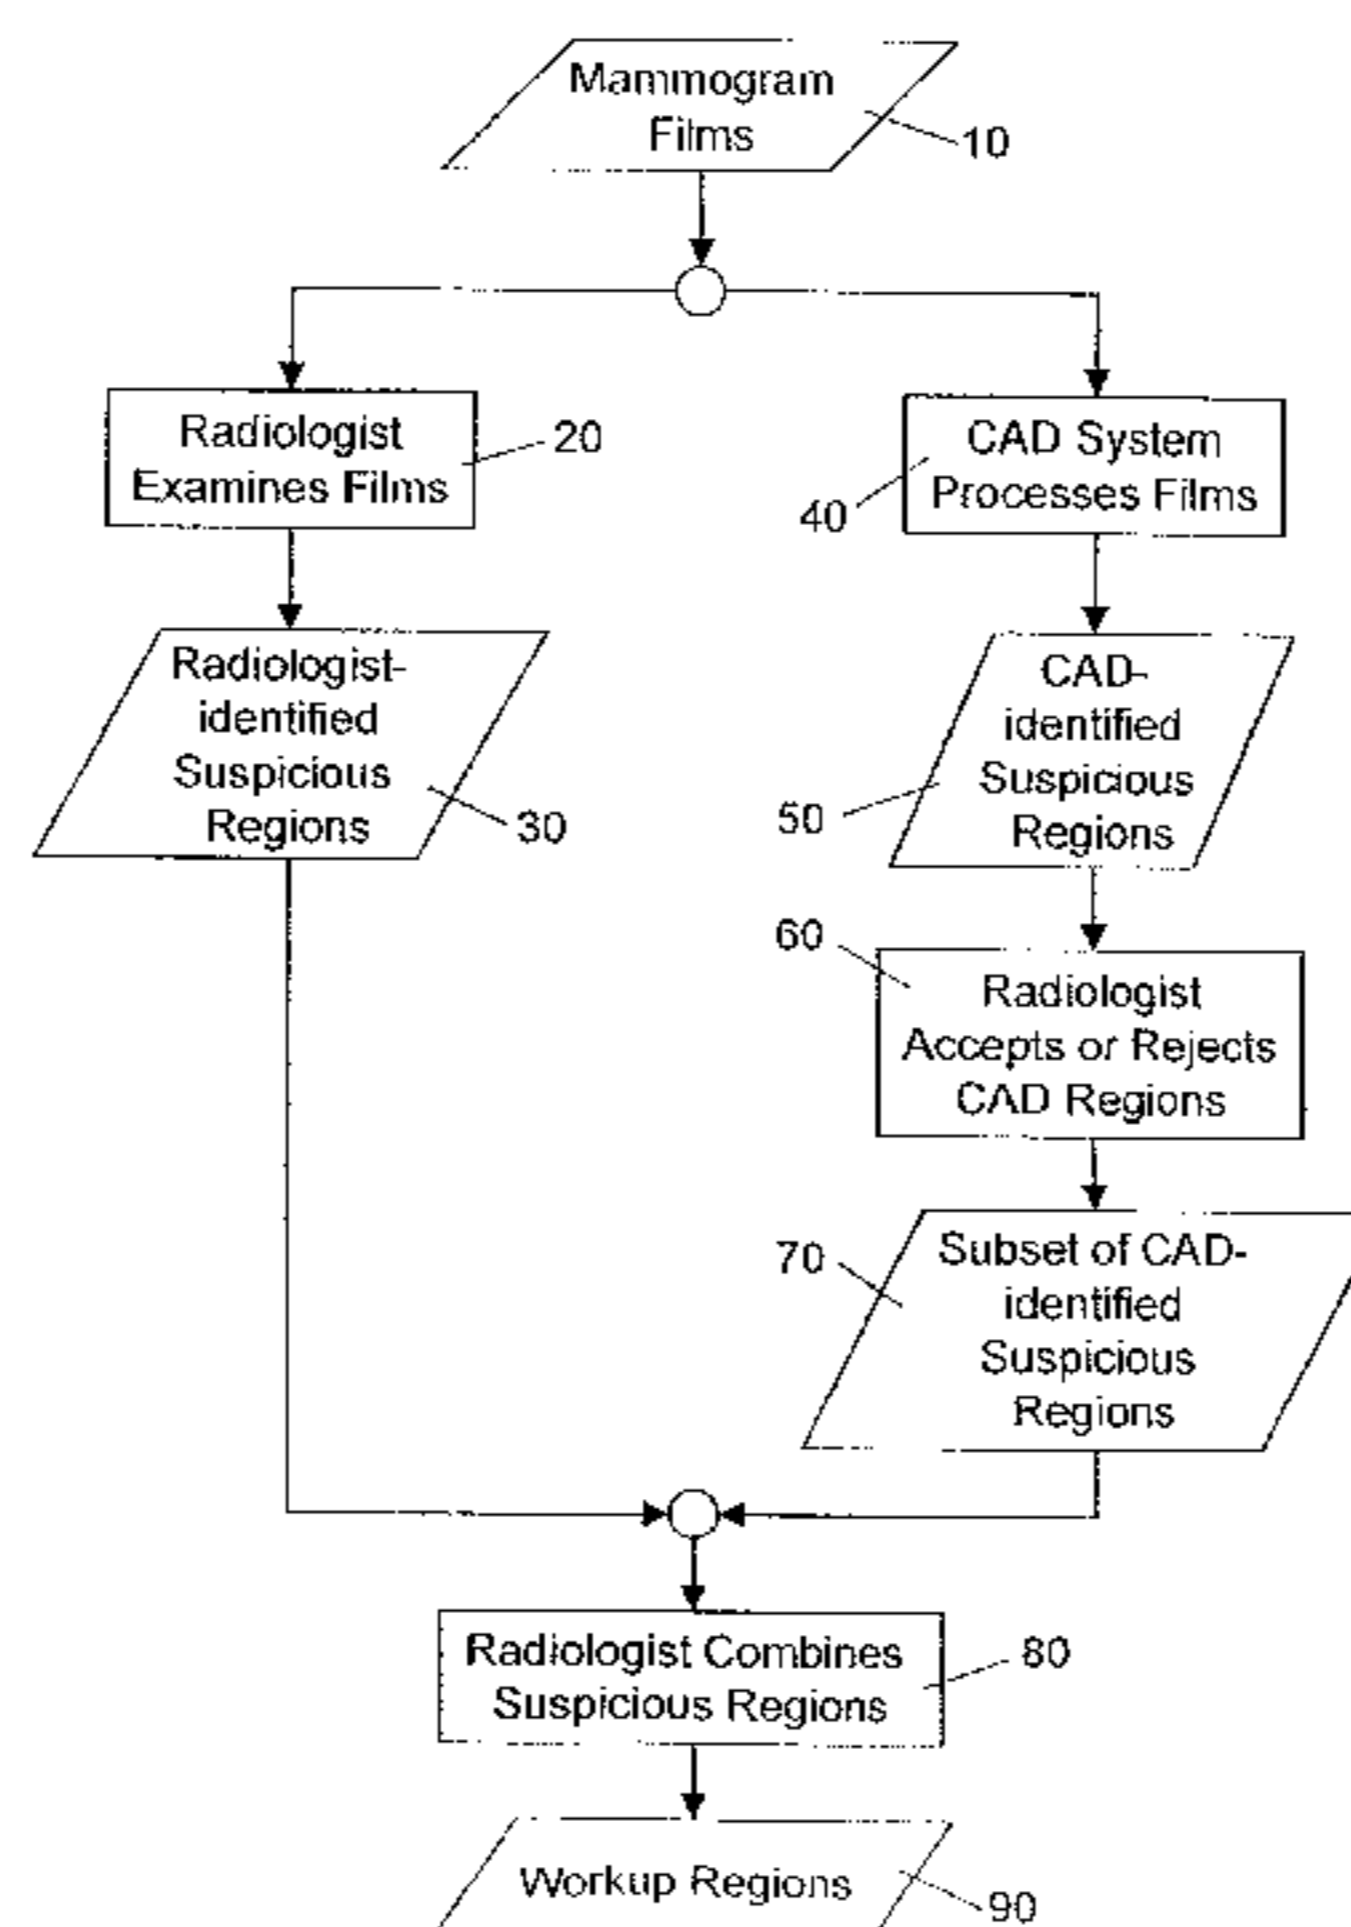 Mammogram
Films
10
Radiologist
Examines Films
20
CAD System
Processes Films
40
Radiologist-
identified
Suspicious
Regions
30
CAD-
identified
Suspicious
Regions
50
60
Radiologist
Accepts or Rejects
CAD Regions
70
Subset of CAD-
identified
Suspicious
Regions
Radiologist Combines
Suspicious Regions
80
Workup Regions
90